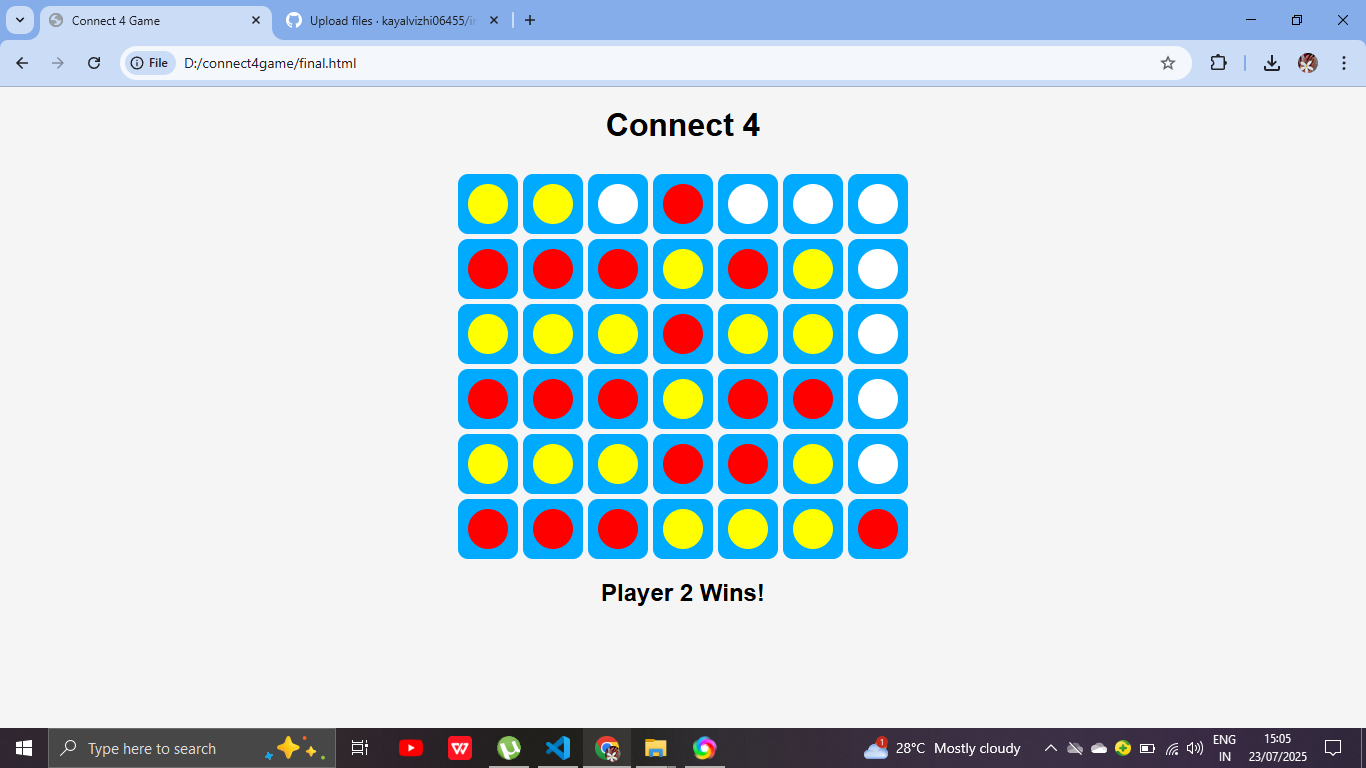 Connect 4 Game
Upload files · kayalvizhi06455/in
File
D:/connect4game/final.html
Connect 4
Player 2 Wins!
Type here to search
1
28°C Mostly cloudy
ENG
IN
15:05
23/07/2025